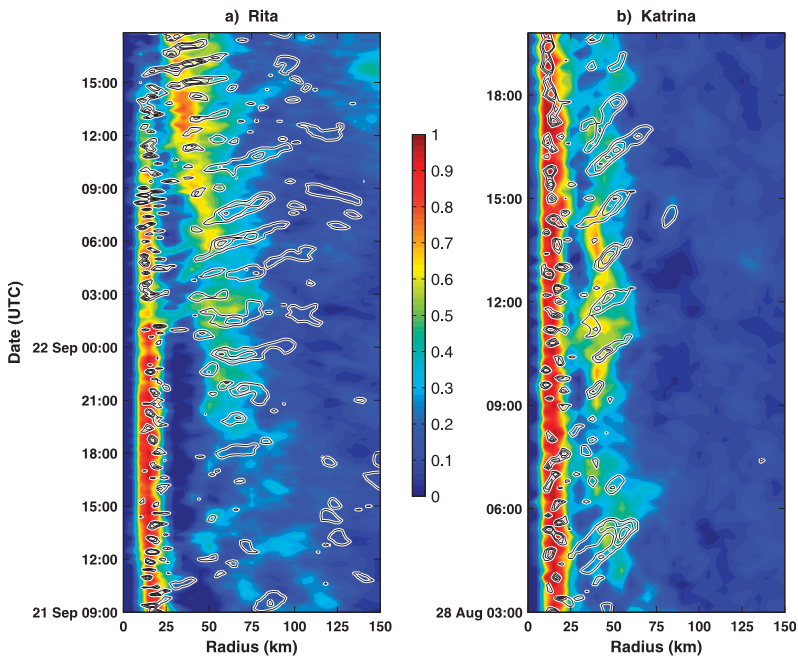 a) Rita
b) Katrina
15:00
12:00
09:00
06:00
03:00
22 Sep 00:00
21:00
18:00
15:00
12:00
21 Sep 09:00
Date (UTC)
0 25 50 75 100 125 150
Radius (km)
1
0.9
0.8
0.7
0.6
0.5
0.4
0.3
0.2
0.1
0
18:00
15:00
12:00
09:00
06:00
28 Aug 03:00
0 25 50 75 100 125 150
Radius (km)